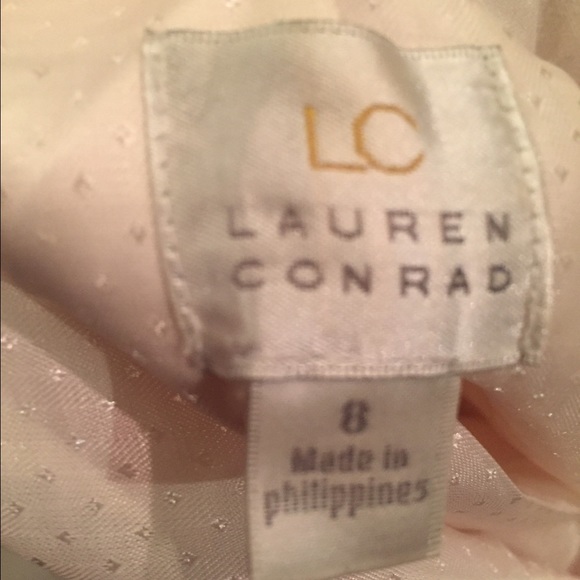 LC
LAUREN
CONRAD
8
Made in
philippines